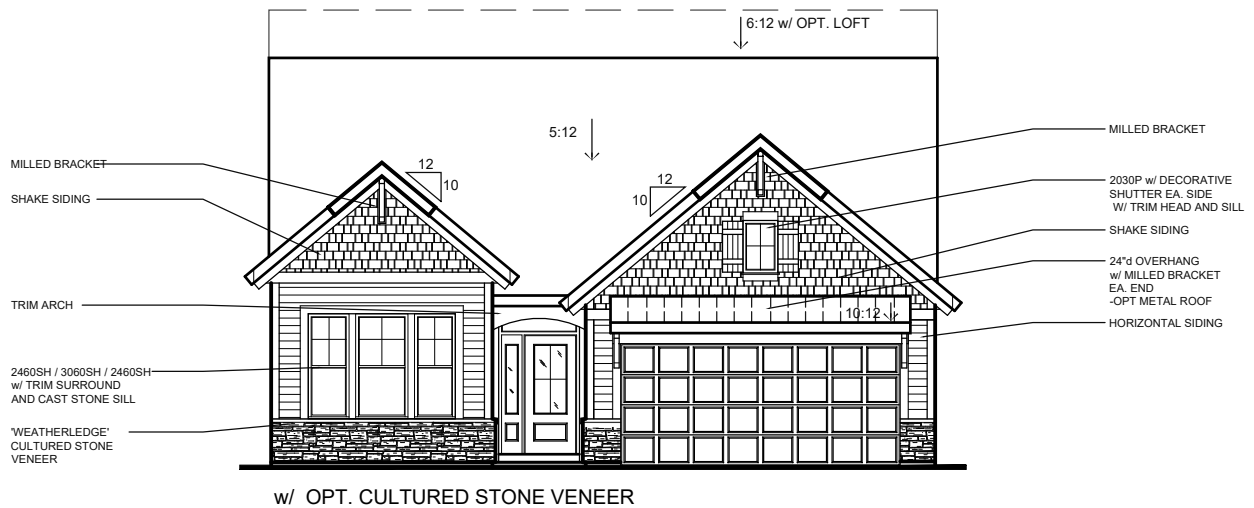 6:12 w/ OPT. LOFT
5:12
12
10
12
10
10:12
MILLED BRACKET
SHAKE SIDING
TRIM ARCH
2460SH / 3060SH / 2460SH
w/ TRIM SURROUND
AND CAST STONE SILL
'WEATHERLEDGE'
CULTURED STONE
VENEER
MILLED BRACKET
2030P w/ DECORATIVE
SHUTTER EA. SIDE
W/ TRIM HEAD AND SILL
SHAKE SIDING
24"d OVERHANG
w/ MILLED BRACKET
EA. END
-OPT METAL ROOF
HORIZONTAL SIDING
w/ OPT. CULTURED STONE VENEER